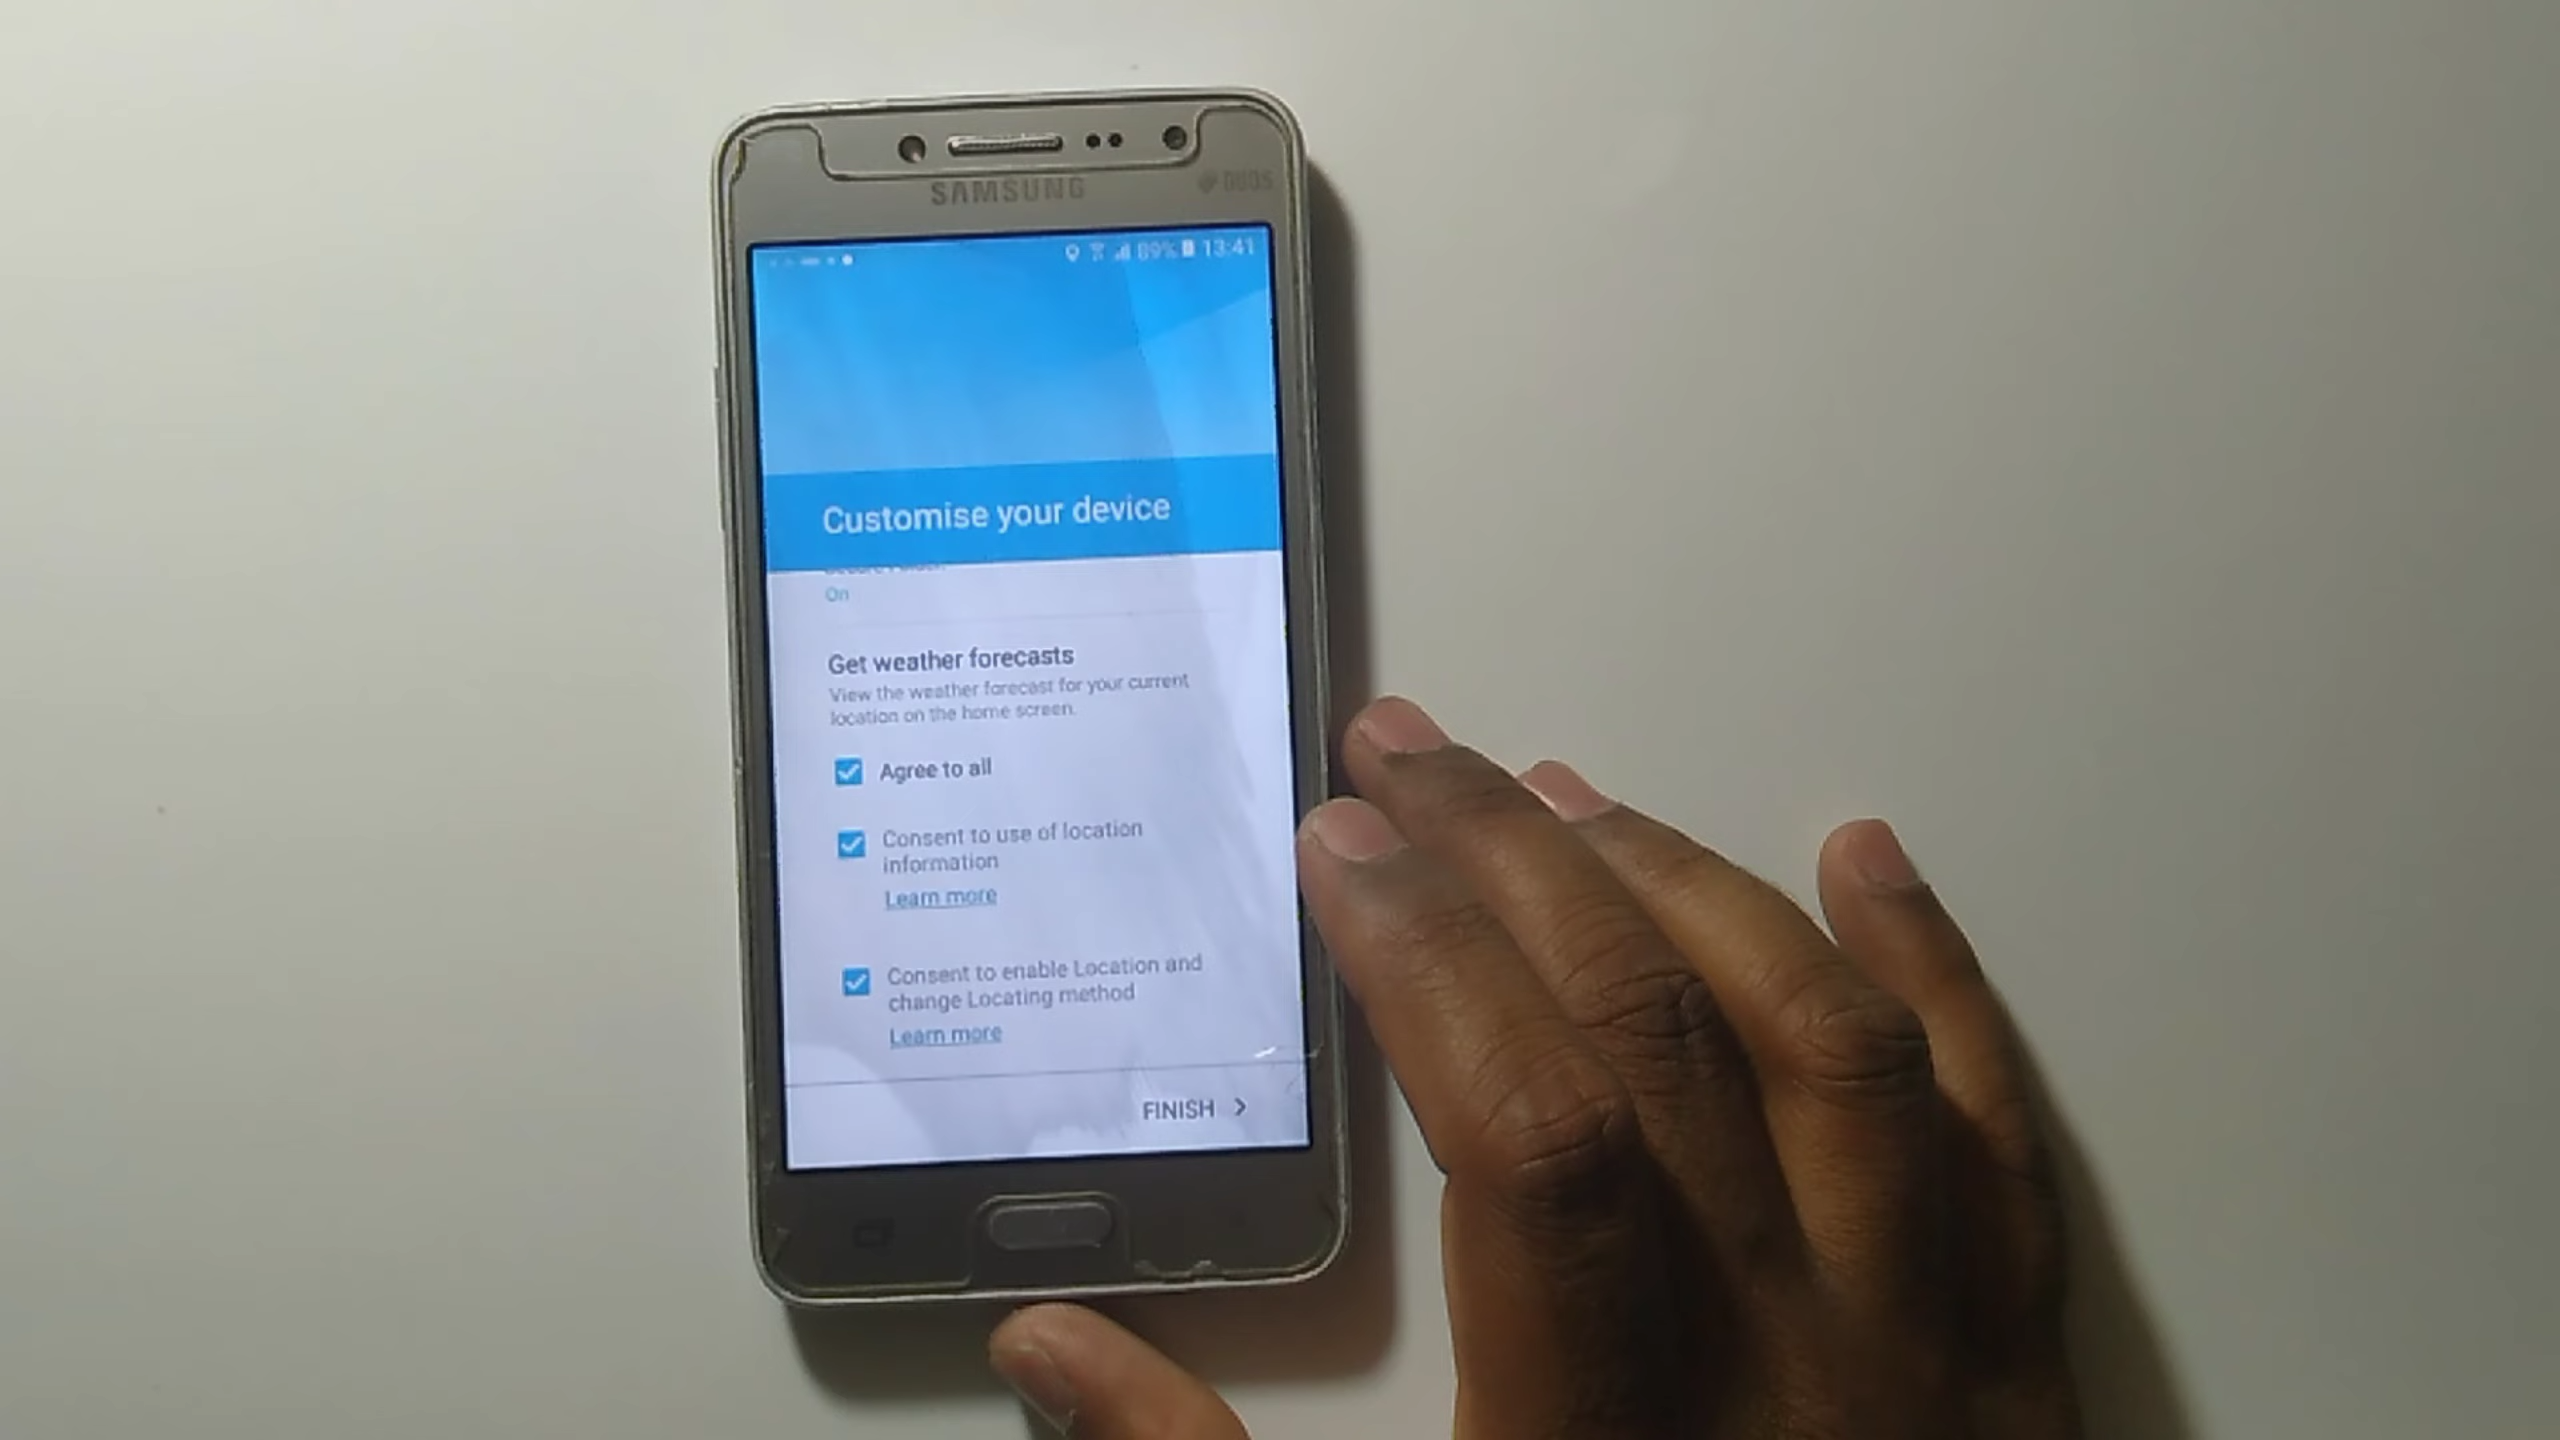 SAMSUNG
DUOS
89% 13:41
Customise your device
On
Get weather forecasts
View the weather forecast for your current
location on the home screen.
Agree to all
Consent to use of location
information
Learn more
Consent to enable Location and
change Locating method
Learn more
FINISH